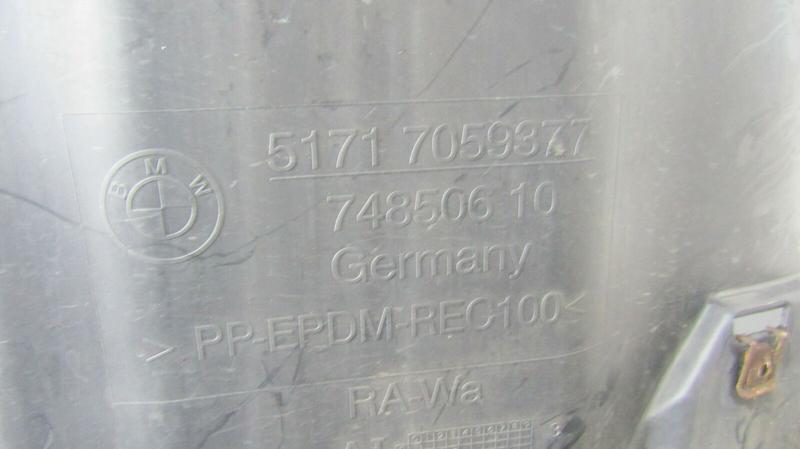 BMW
5171 7059377
748506 10
Germany
> PP-EPDM-REC100<
RA-Wa